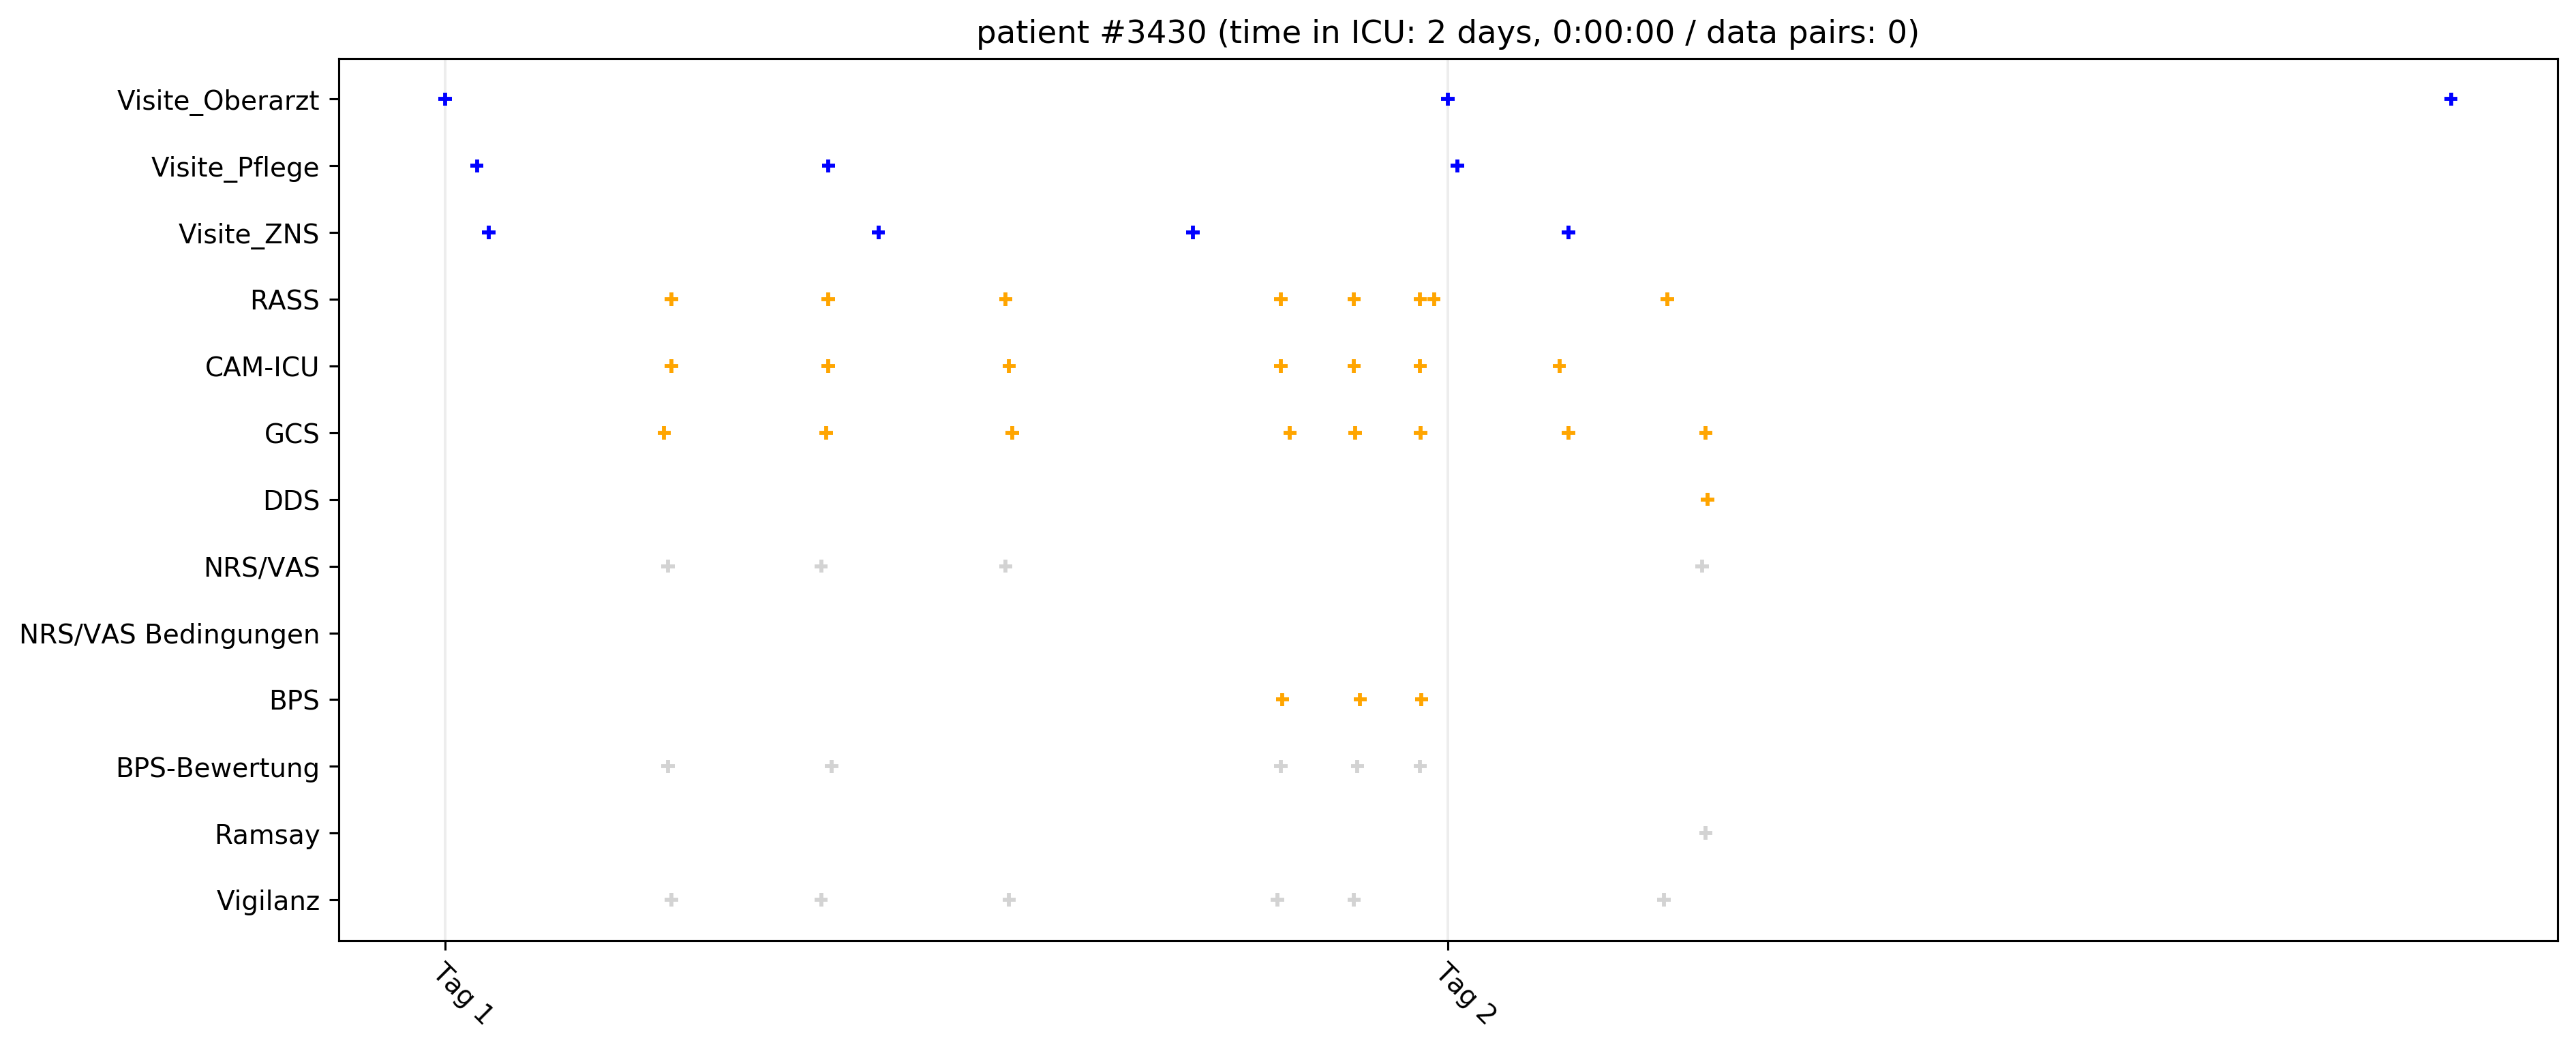 patient #3430 (time in ICU: 2 days, 0:00:00 / data pairs: 0)
Visite_Oberarzt
Visite_Pflege
Visite_ZNS
RASS
CAM-ICU
GCS
DDS
NRS/VAS
NRS/VAS Bedingungen
BPS
BPS-Bewertung
Ramsay
Vigilanz
Tag 1
Tag 2